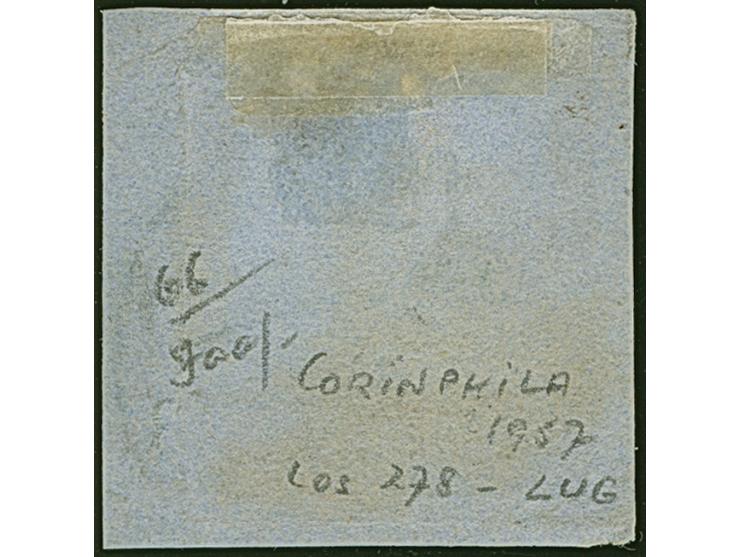 66/
900/-
CORINPHILA
1957
LOS 278 - LUG